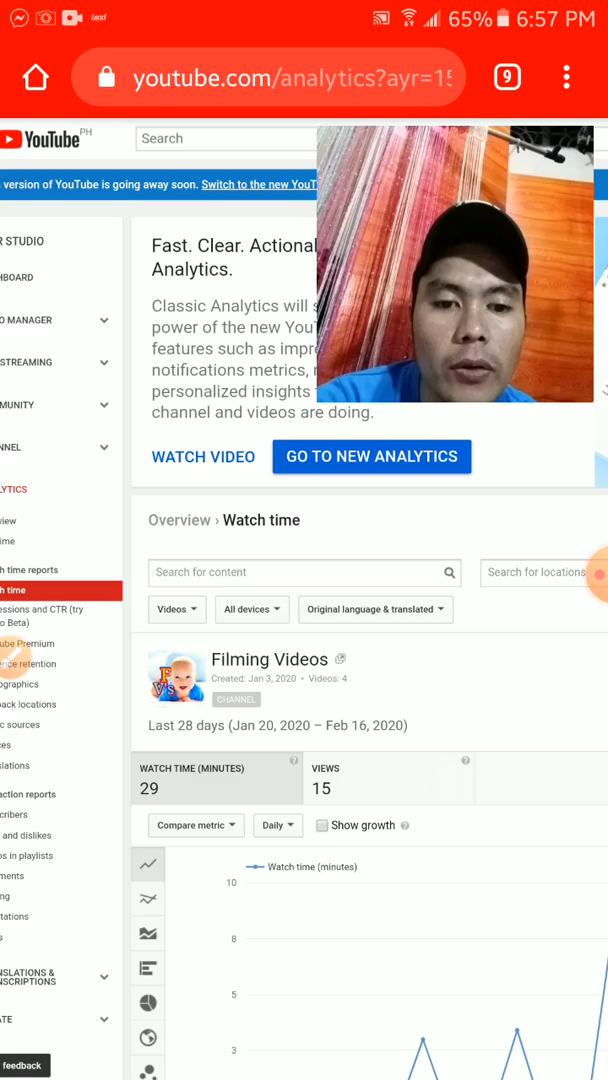 65% 6:57 PM
youtube.com/analytics?ayr=15
9
YouTube PH
Search
version of YouTube is going away soon. Switch to the new YouT
R STUDIO
HBOARD
O MANAGER
STREAMING
MUNITY
NNEL
LYTICS
view
ime
h time reports
h time
essions and CTR (try
o Beta)
ube Premium
ence retention
ographics
back locations
c sources
ces
slations
action reports
cribers
and dislikes
s in playlists
ments
ng
tations
s
NSLATIONS &
NSCRIPTIONS
ATE
feedback
Fast. Clear. Actional
Analytics.
Classic Analytics will s
power of the new YouT
features such as impre
notifications metrics, r
personalized insights
channel and videos are doing.
WATCH VIDEO
GO TO NEW ANALYTICS
Overview › Watch time
Search for content
Search for locations
Videos
All devices
Original language & translated
Filming Videos
Created: Jan 3, 2020 • Videos: 4
CHANNEL
Last 28 days (Jan 20, 2020 – Feb 16, 2020)
WATCH TIME (MINUTES)
29
VIEWS
15
Compare metric
Daily
Show growth
Watch time (minutes)
10
8
5
3